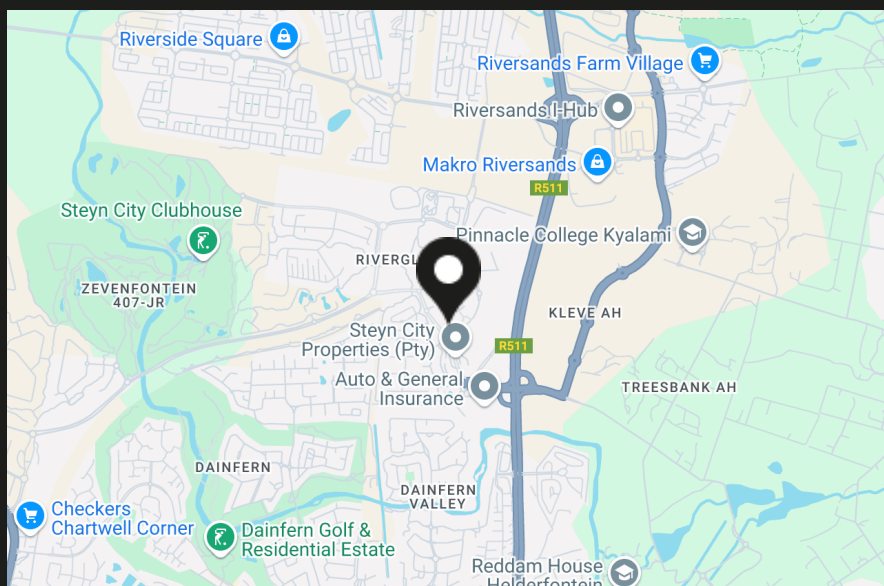 Riverside Square
Riversands Farm Village
Riversands I-Hub
Makro Riversands
R511
Steyn City Clubhouse
Pinnacle College Kyalami
RIVERGL
ZEVENFONTEIN
407-JR
KLEVE AH
Steyn City
Properties (Pty)
R511
Auto & General
Insurance
TREESBANK AH
DAINFERN
DAINFERN
VALLEY
Checkers
Chartwell Corner
Dainfern Golf &
Residential Estate
Reddam House
Helderfontein